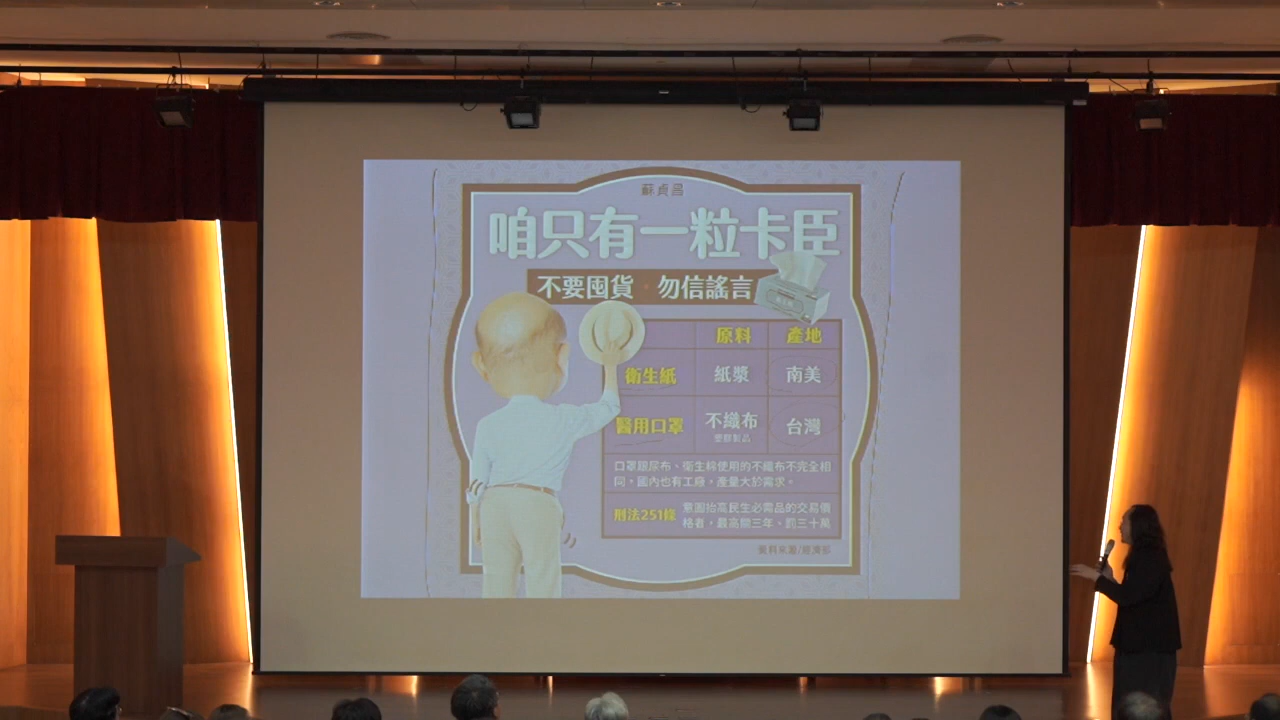 蘇貞昌
咱只有一粒卡臣
不要囤貨 勿信謠言
原料 產地
衛生紙 紙漿 南美
醫用口罩 不織布 台灣
塑膠製品
口罩跟尿布、衛生棉使用的不織布不完全相
同，國內也有工廠，產量大於需求。
刑法251條 意圖抬高民生必需品的交易價
格者，最高關三年，罰三十萬
資料來源/經濟部